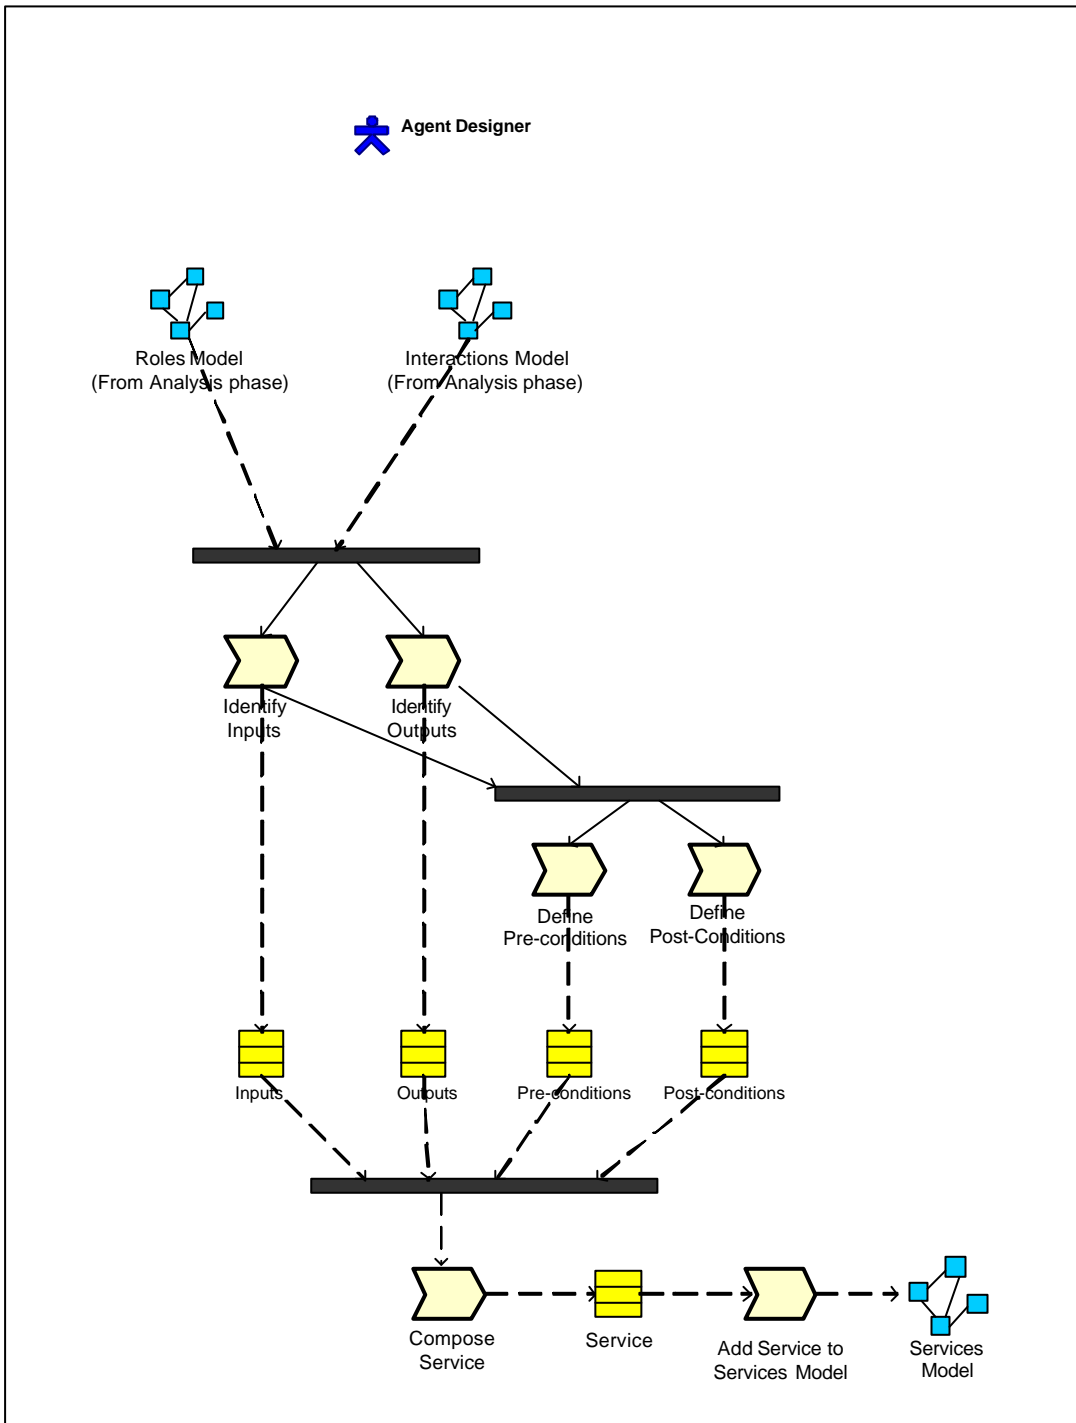 Agent Designer
Roles Model
(From Analysis phase)
Interactions Model
(From Analysis phase)
Identify
Inputs
Identify
Outputs
Define
Pre-conditions
Define
Post-Conditions
Inputs
Outputs
Pre-conditions
Post-conditions
Compose
Service
Service
Add Service to
Services Model
Services
Model